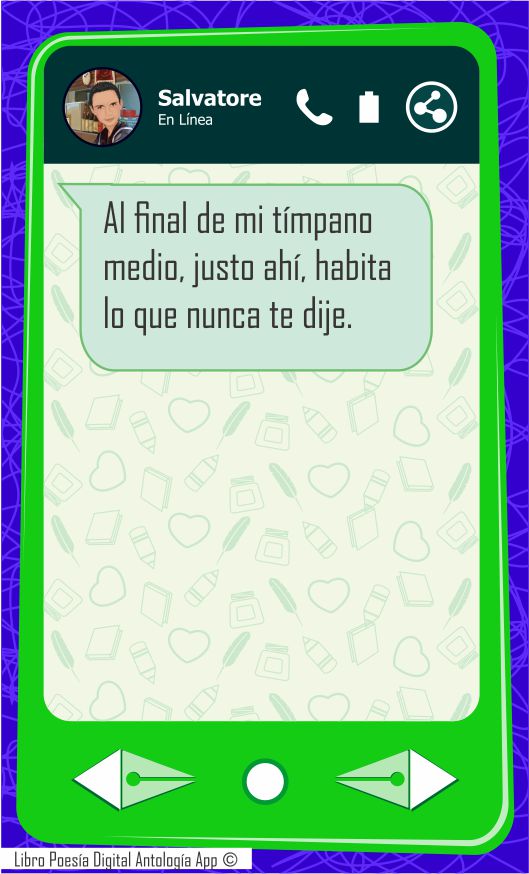 Salvatore
En Línea
Al final de mi tímpano
medio, justo ahí, habita
lo que nunca te dije.
Libro Poesía Digital Antología App ©